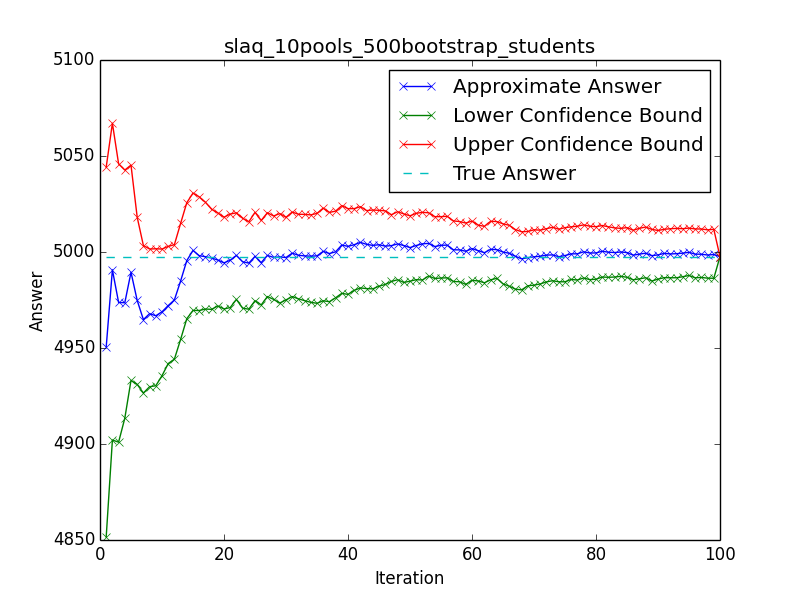 slaq_10pools_500bootstrap_students
5100
5050
5000
4950
4900
4850
Answer
Approximate Answer
Lower Confidence Bound
Upper Confidence Bound
True Answer
0
20
40
60
80
100
Iteration